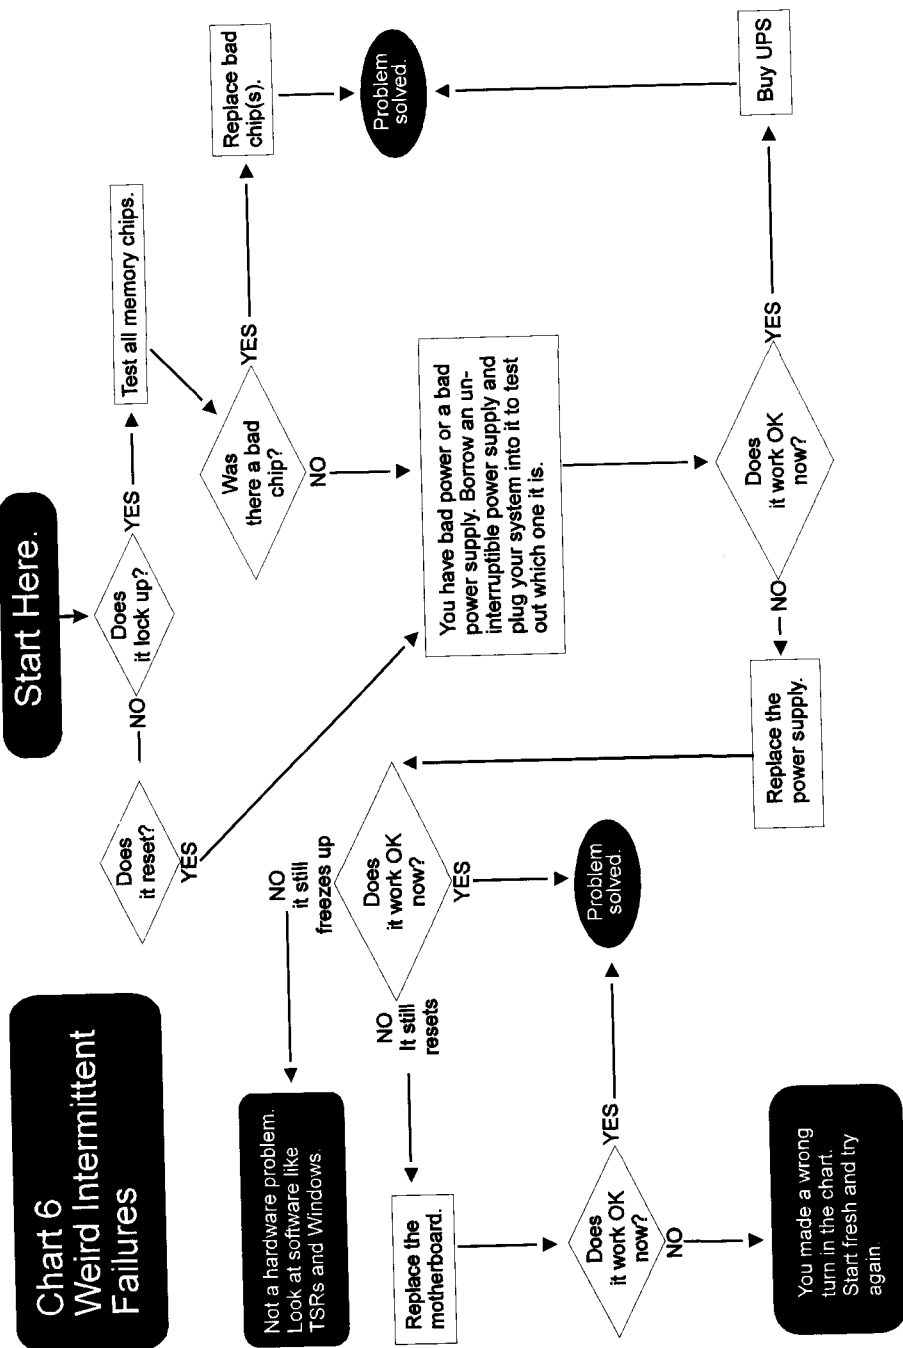 Chart 6
Weird Intermittent
Failures
Start Here.
Does
it lock up?
NO
YES
Does
it reset?
YES
Test all memory chips.
Was
there a bad
chip?
YES
NO
Replace bad
chip(s).
Problem
solved.
Not a hardware problem.
Look at software like
TSRs and Windows.
NO
it still
freezes up
Does
it work OK
now?
NO
It still
resets
YES
You have bad power or a bad
power supply. Borrow an un-
interruptible power supply and
plug your system into it to test
out which one it is.
Replace the
motherboard.
Problem
solved.
Does
it work OK
now?
YES
NO
Replace the
power supply.
NO
Does
it work OK
now?
YES
Buy UPS
You made a wrong
turn in the chart.
Start fresh and try
again.